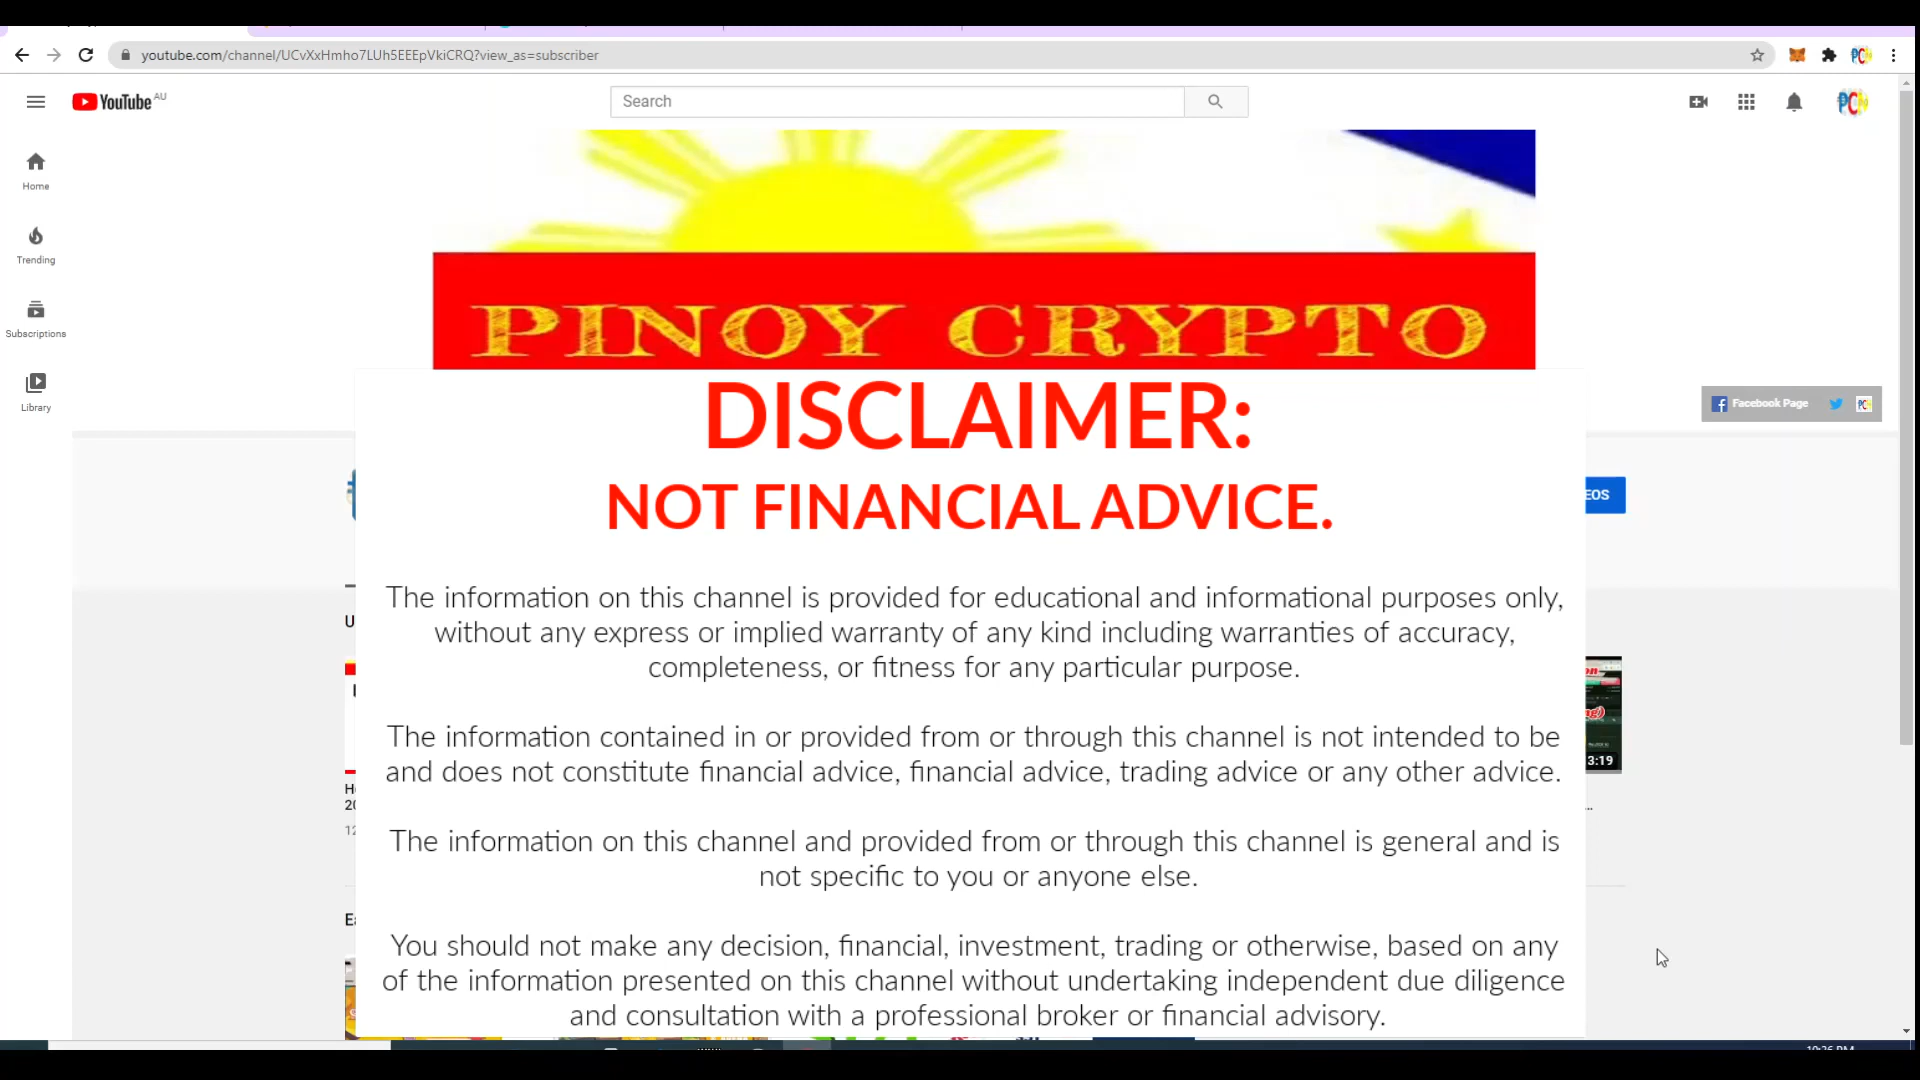 youtube.com/channel/UCvXxHmho7LUh5EEEpVkiCRQ?view_as=subscriber
YouTube AU
Search
Home
Trending
Subscriptions
Library
PINOY CRYPTO
Facebook Page
DISCLAIMER:
NOT FINANCIAL ADVICE.
EOS
The information on this channel is provided for educational and informational purposes only,
without any express or implied warranty of any kind including warranties of accuracy,
completeness, or fitness for any particular purpose.
The information contained in or provided from or through this channel is not intended to be
and does not constitute financial advice, financial advice, trading advice or any other advice.
3:19
The information on this channel and provided from or through this channel is general and is
not specific to you or anyone else.
You should not make any decision, financial, investment, trading or otherwise, based on any
of the information presented on this channel without undertaking independent due diligence
and consultation with a professional broker or financial advisory.